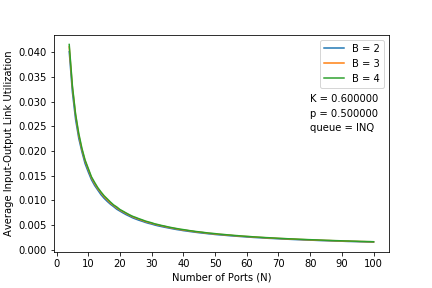 0.040
0.035
0.030
0.025
0.020
0.015
0.010
0.005
0.000
Average Input-Output Link Utilization
B = 2
B = 3
B = 4
K = 0.600000
p = 0.500000
queue = INQ
0 10 20 30 40 50 60 70 80 90 100
Number of Ports (N)